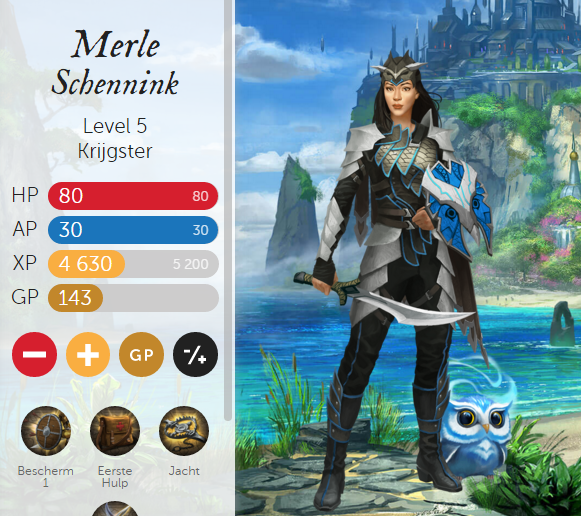 Merle
Schennink
Level 5
Krijgster
HP 80 80
AP 30 30
XP 4 630 5 200
GP 143
GP -/+
Bescherm 1
Eerste Hulp
Jacht